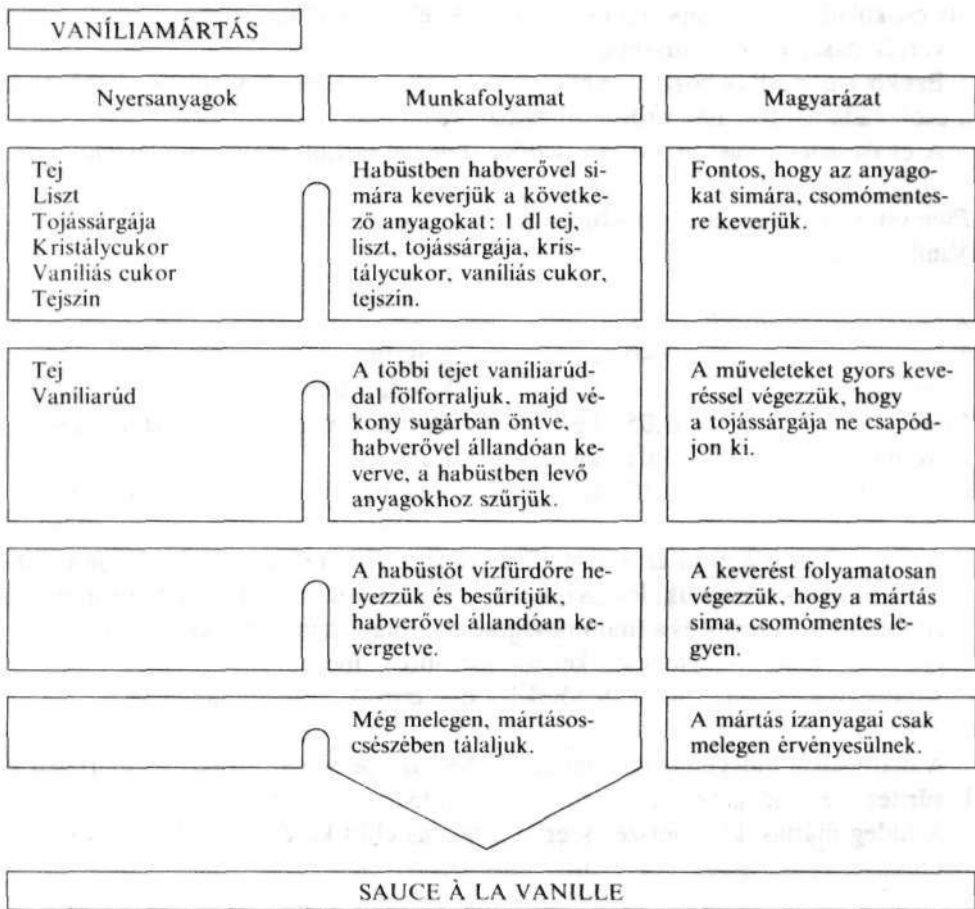 VANÍLIAMÁRTÁS
Nyersanyagok
Munkafolyamat
Magyarázat
Tej
Liszt
Tojássárgája
Kristálycukor
Vaníliás cukor
Tejszín
Habüstben habverővel si-
mára keverjük a követke-
ző anyagokat: 1 dl tej,
liszt, tojássárgája, kris-
tálycukor, vaníliás cukor,
tejszín.
Fontos, hogy az anyago-
kat simára, csomómentes-
re keverjük.
Tej
Vaníliarúd
A többi tejet vaníliarúd-
dal fölforraljuk, majd vé-
kony sugárban öntve,
habverővel állandóan ke-
verve, a habüstben levő
anyagokhoz szűrjük.
A műveleteket gyors keve-
réssel végezzük, hogy
a tojássárgája ne csapód-
jon ki.
A habüstöt vízfürdőre he-
lyezzük és besűrítjük,
habverővel állandóan ke-
vergetve.
A keverést folyamatosan
végezzük, hogy a mártás
sima, csomómentes le-
gyen.
Még melegen, mártásos-
csészében tálaljuk.
A mártás ízanyagai csak
melegen érvényesülnek.
SAUCE À LA VANILLE